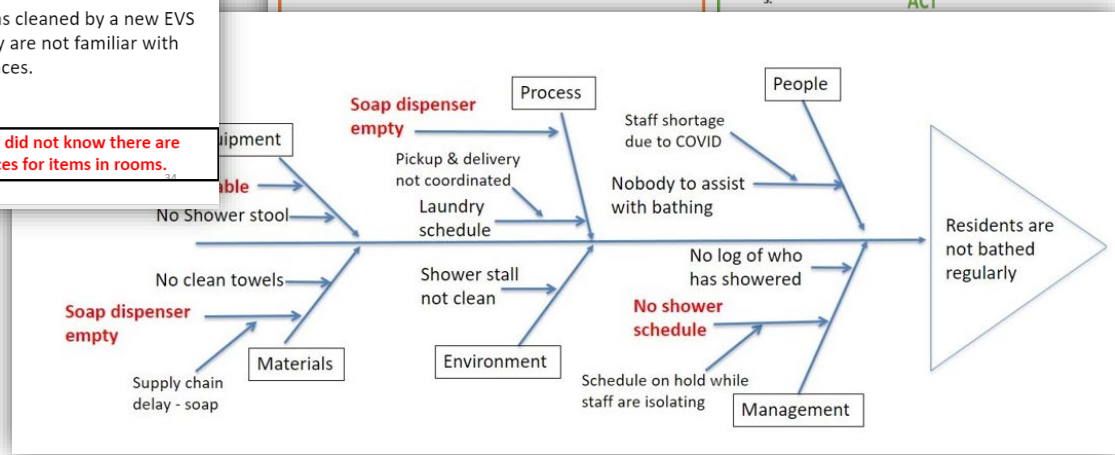 s cleaned by a new EVS
y are not familiar with
ces.
did not know there are
ces for items in rooms.
34
ACT
Process
People
uipment
Soap dispenser
empty
Staff shortage
due to COVID
Pickup & delivery
not coordinated
Nobody to assist
with bathing
able
No Shower stool
Laundry
schedule
Residents are
not bathed
regularly
No clean towels
Shower stall
not clean
No log of who
has showered
Soap dispenser
empty
No shower
schedule
Materials
Environment
Supply chain
delay - soap
Schedule on hold while
staff are isolating
Management